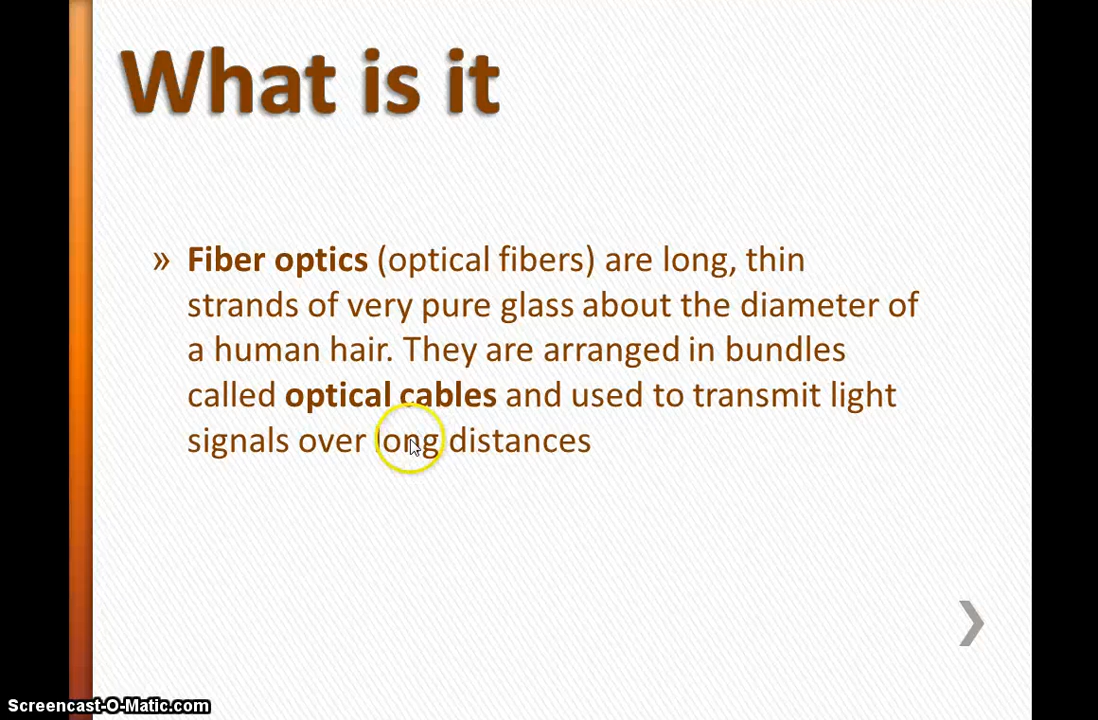 What is it
» Fiber optics (optical fibers) are long, thin
strands of very pure glass about the diameter of
a human hair. They are arranged in bundles
called optical cables and used to transmit light
signals over long distances
Screencast-O-Matic.com